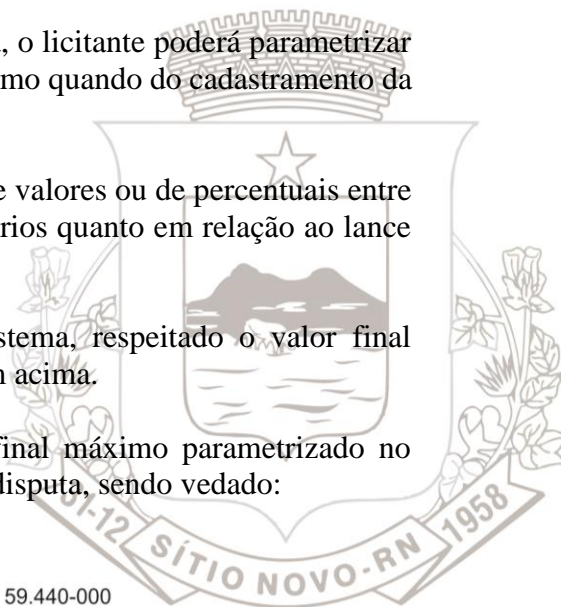 , o licitante poderá parametrizar
mo quando do cadastramento da
e valores ou de percentuais entre
rios quanto em relação ao lance
stema, respeitado o valor final
acima.
final máximo parametrizado no
disputa, sendo vedado:
31-12 SÍTIO NOVO-RN 1958
59.440-000